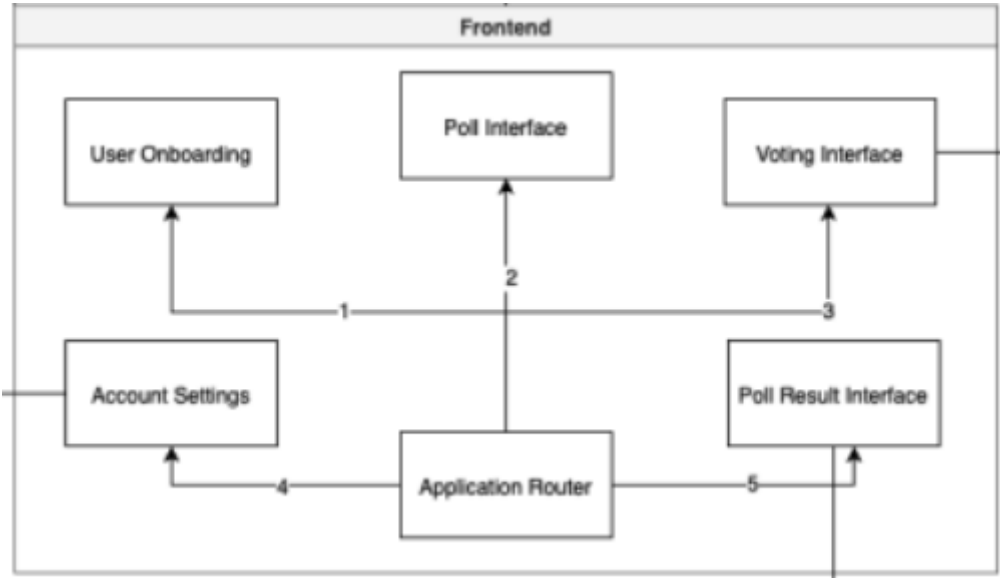 Frontend
Poll Interface
User Onboarding
Voting Interface
2
1
3
Account Settings
Poll Result Interface
4
Application Router
5